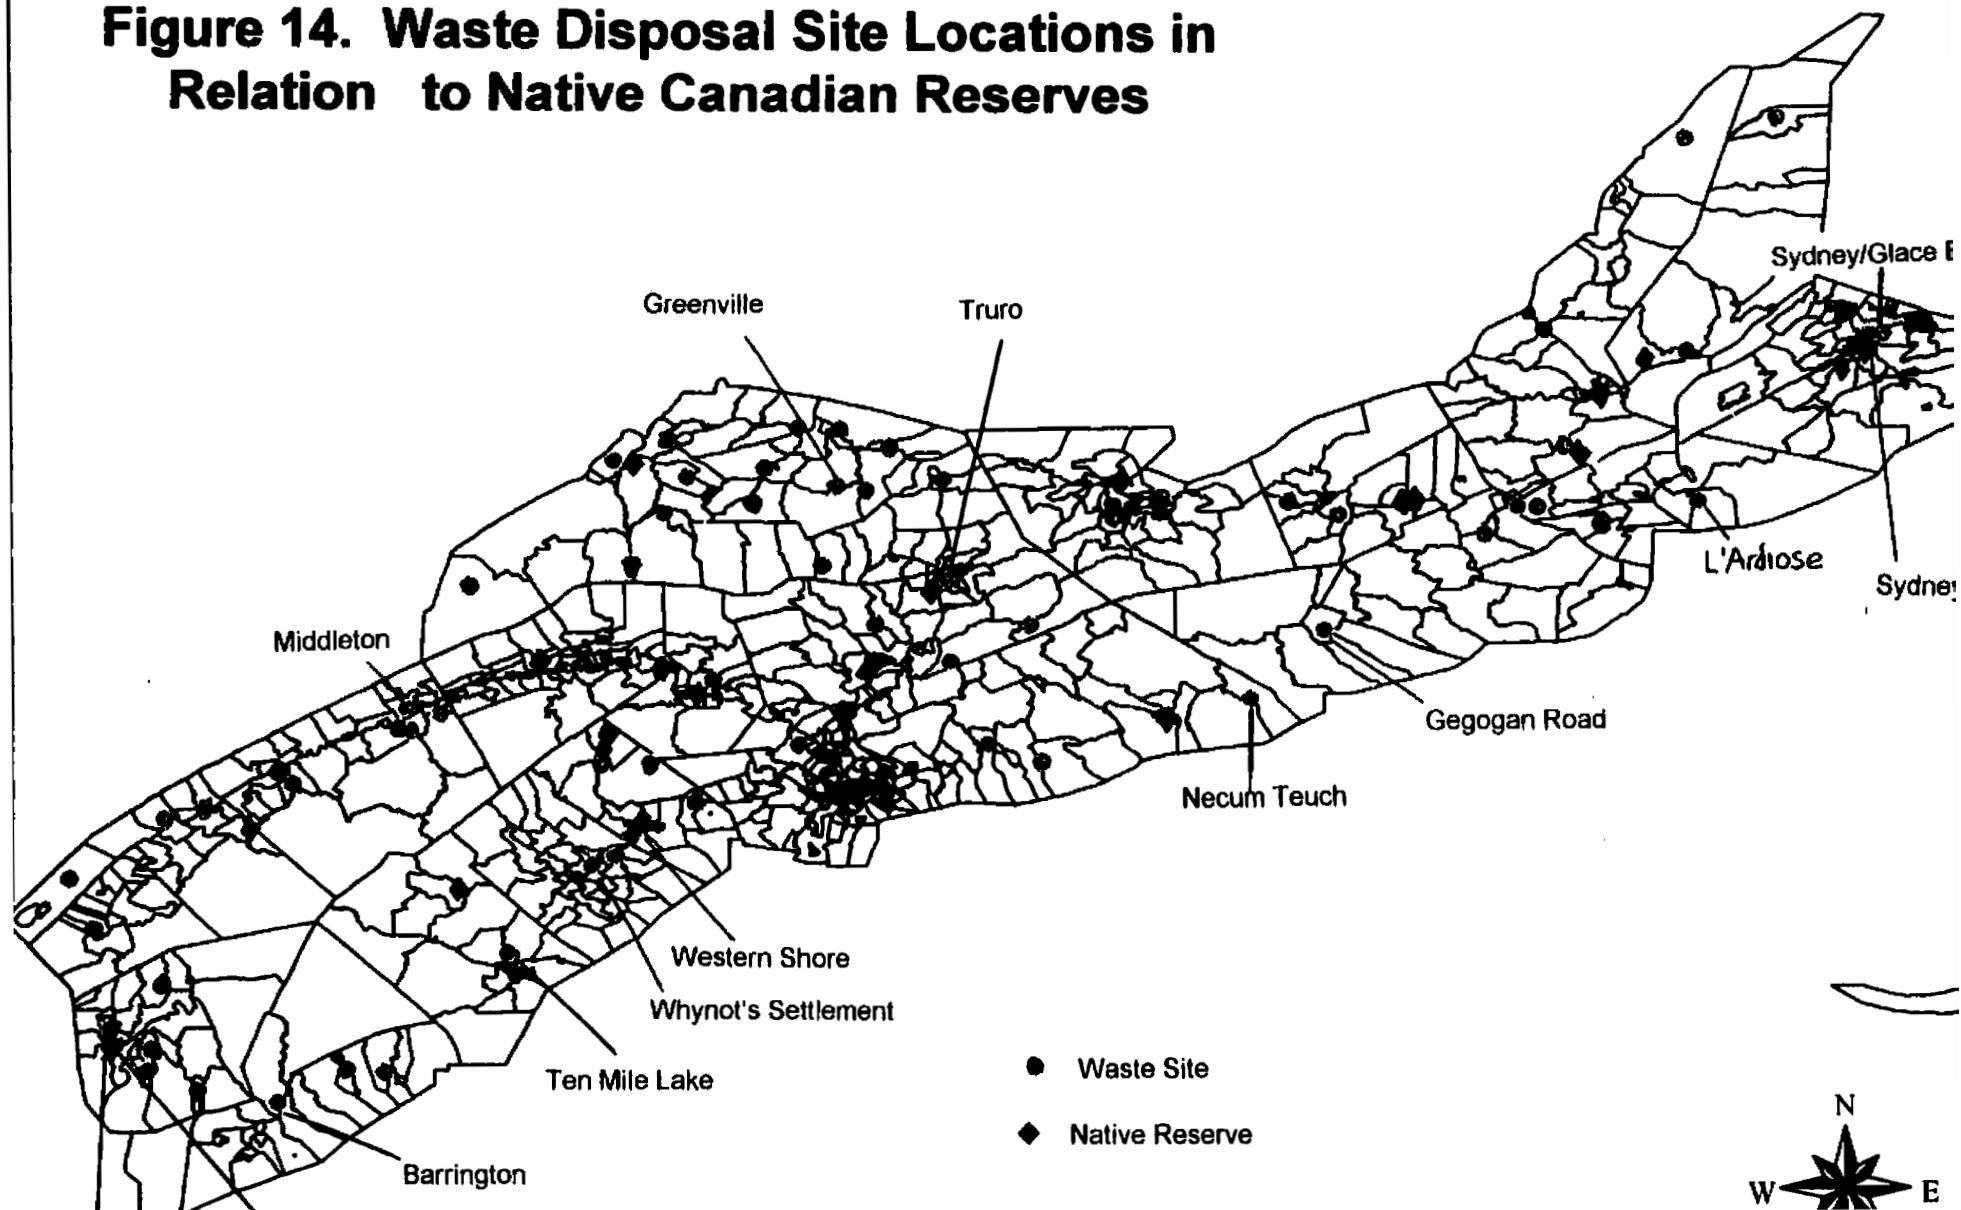 Figure 14. Waste Disposal Site Locations in
Relation to Native Canadian Reserves
Sydney/Glace
Greenville
Truro
L'Ardoise
Sydney
Middleton
Gegogan Road
Necum Teuch
Western Shore
Whynot's Settlement
Ten Mile Lake
Waste Site
Native Reserve
Barrington
N
W
E